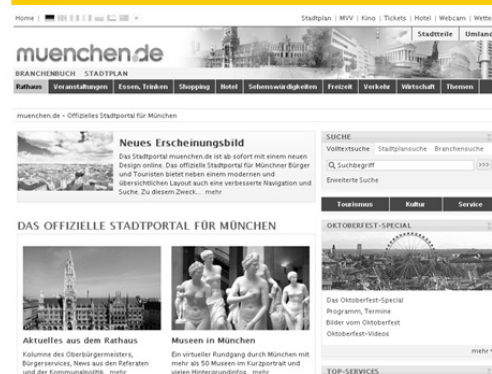 Home |
Stadtplan | MVV | Kino | Tickets | Hotel | Webcam | Wette
Stadtteile Umland
muenchen.de
BRANCHENBUCH STADTPLAN
Rathaus Veranstaltungen Essen, Trinken Shopping Hotel Sehenswürdigkeiten Freizeit Verkehr Wirtschaft Themen
muenchen.de - Offizielles Stadtportal für München
Neues Erscheinungsbild
Das Stadtportal muenchen.de ist ab sofort mit einem neuen
Design online. Das offizielle Stadtportal für Münchner Bürger
und Touristen bietet neben einem modernen und
übersichtlichen Layout auch eine verbesserte Navigation und
Suche. Zu diesem Zweck... mehr
SUCHE
Volltextsuche Stadtplansuche Branchensuche
Suchbegriff >>>
Erweiterte Suche
Tourismus Kultur Service
DAS OFFIZIELLE STADTPORTAL FÜR MÜNCHEN
Aktuelles aus dem Rathaus
Kolumne des Oberbürgermeisters,
Bürgerservices, News aus den Referaten
und der Kommunalpolitik mehr
Museen in München
Ein virtueller Rundgang durch München mit
mehr als 50 Museen im Kurzportrait und
vielen Hintergrundinfos mehr
OKTOBERFEST-SPECIAL
Das Oktoberfest-Special
Programm, Termine
Bilder vom Oktoberfest
Oktoberfest-Videos
mehr
TOP-SERVICES